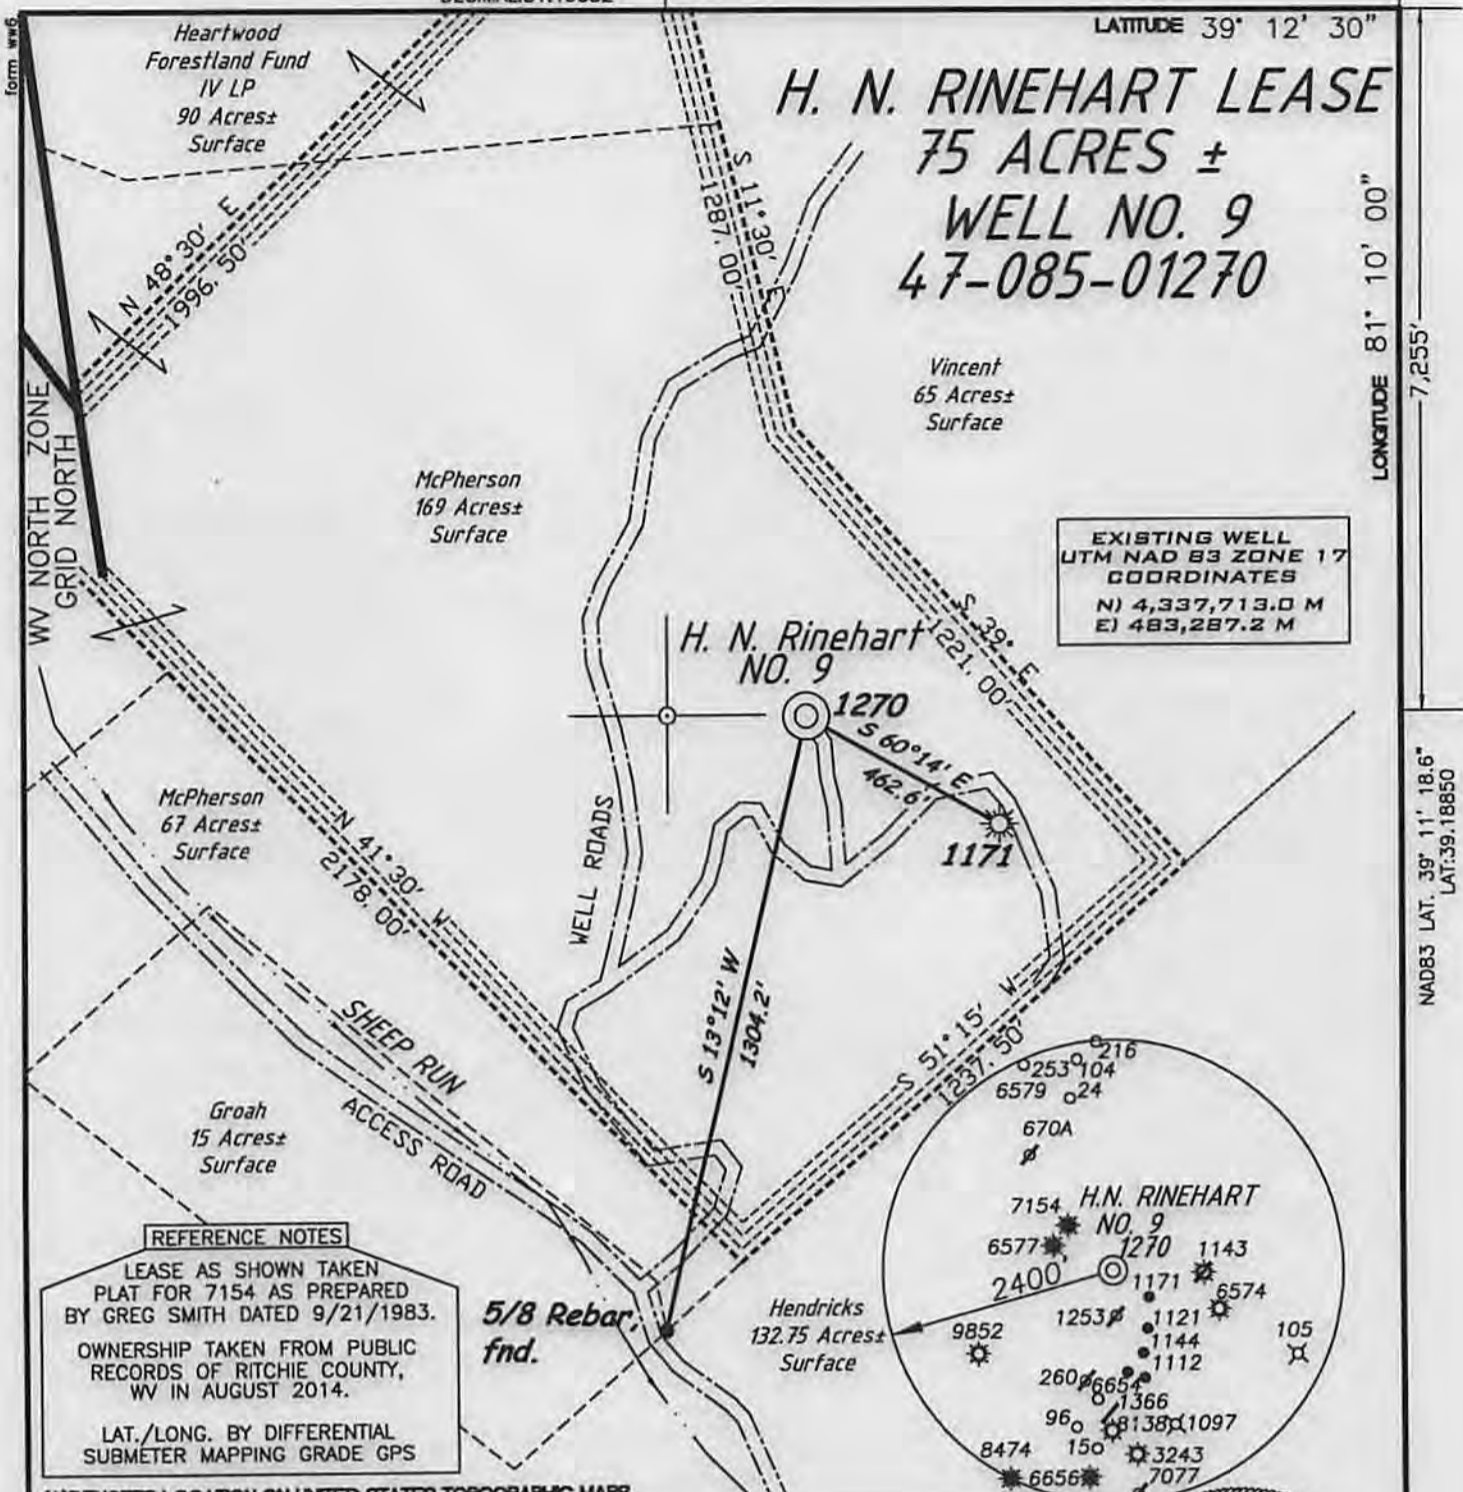 form ww6
LATITUDE 39° 12' 30"
Heartwood
Forestland Fund
IV LP
90 Acres±
Surface
H. N. RINEHART LEASE
75 ACRES ±
WELL NO. 9
47-085-01270
LONGITUDE 81° 10' 00"
7,255'
N 48° 30' E
1996. 50'
S 11° 30' E
1287. 00'
Vincent
65 Acres±
Surface
WV NORTH ZONE
GRID NORTH
McPherson
169 Acres±
Surface
EXISTING WELL
UTM NAD 83 ZONE 17
COORDINATES
N) 4,337,713.0 M
E) 483,287.2 M
S 39° E
1221. 00'
H. N. Rinehart
NO. 9
1270
S 60°14' E
462.6'
1171
NAD83 LAT. 39° 11' 18.6"
LAT:39.18850
McPherson
67 Acres±
Surface
N 41° 30' W
2178. 00'
WELL ROADS
S 13°12' W
1304.2'
S 51° 15' W
1237. 50'
SHEEP RUN
ACCESS ROAD
Groah
15 Acres±
Surface
REFERENCE NOTES
LEASE AS SHOWN TAKEN
PLAT FOR 7154 AS PREPARED
BY GREG SMITH DATED 9/21/1983.
OWNERSHIP TAKEN FROM PUBLIC
RECORDS OF RITCHIE COUNTY,
WV IN AUGUST 2014.
LAT./LONG. BY DIFFERENTIAL
SUBMETER MAPPING GRADE GPS
5/8 Rebar,
fnd.
Hendricks
132.75 Acres±
Surface
216
253 104
6579 24
670A
7154
H.N. RINEHART
NO. 9
1270
6577
1143
2400'
1171
6574
1253
1121
1144
9852
105
1112
260
6654
1366
96
8138
1097
150
8474
3243
6656
7077